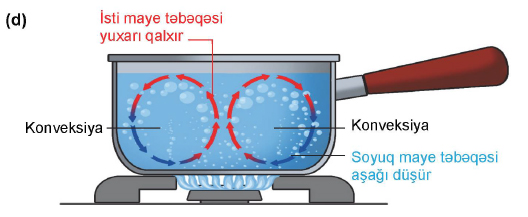 (d)
İsti maye təbəqəsi
yuxarı qalxır
Konveksiya
Konveksiya
Soyuq maye təbəqəsi
aşağı düşür